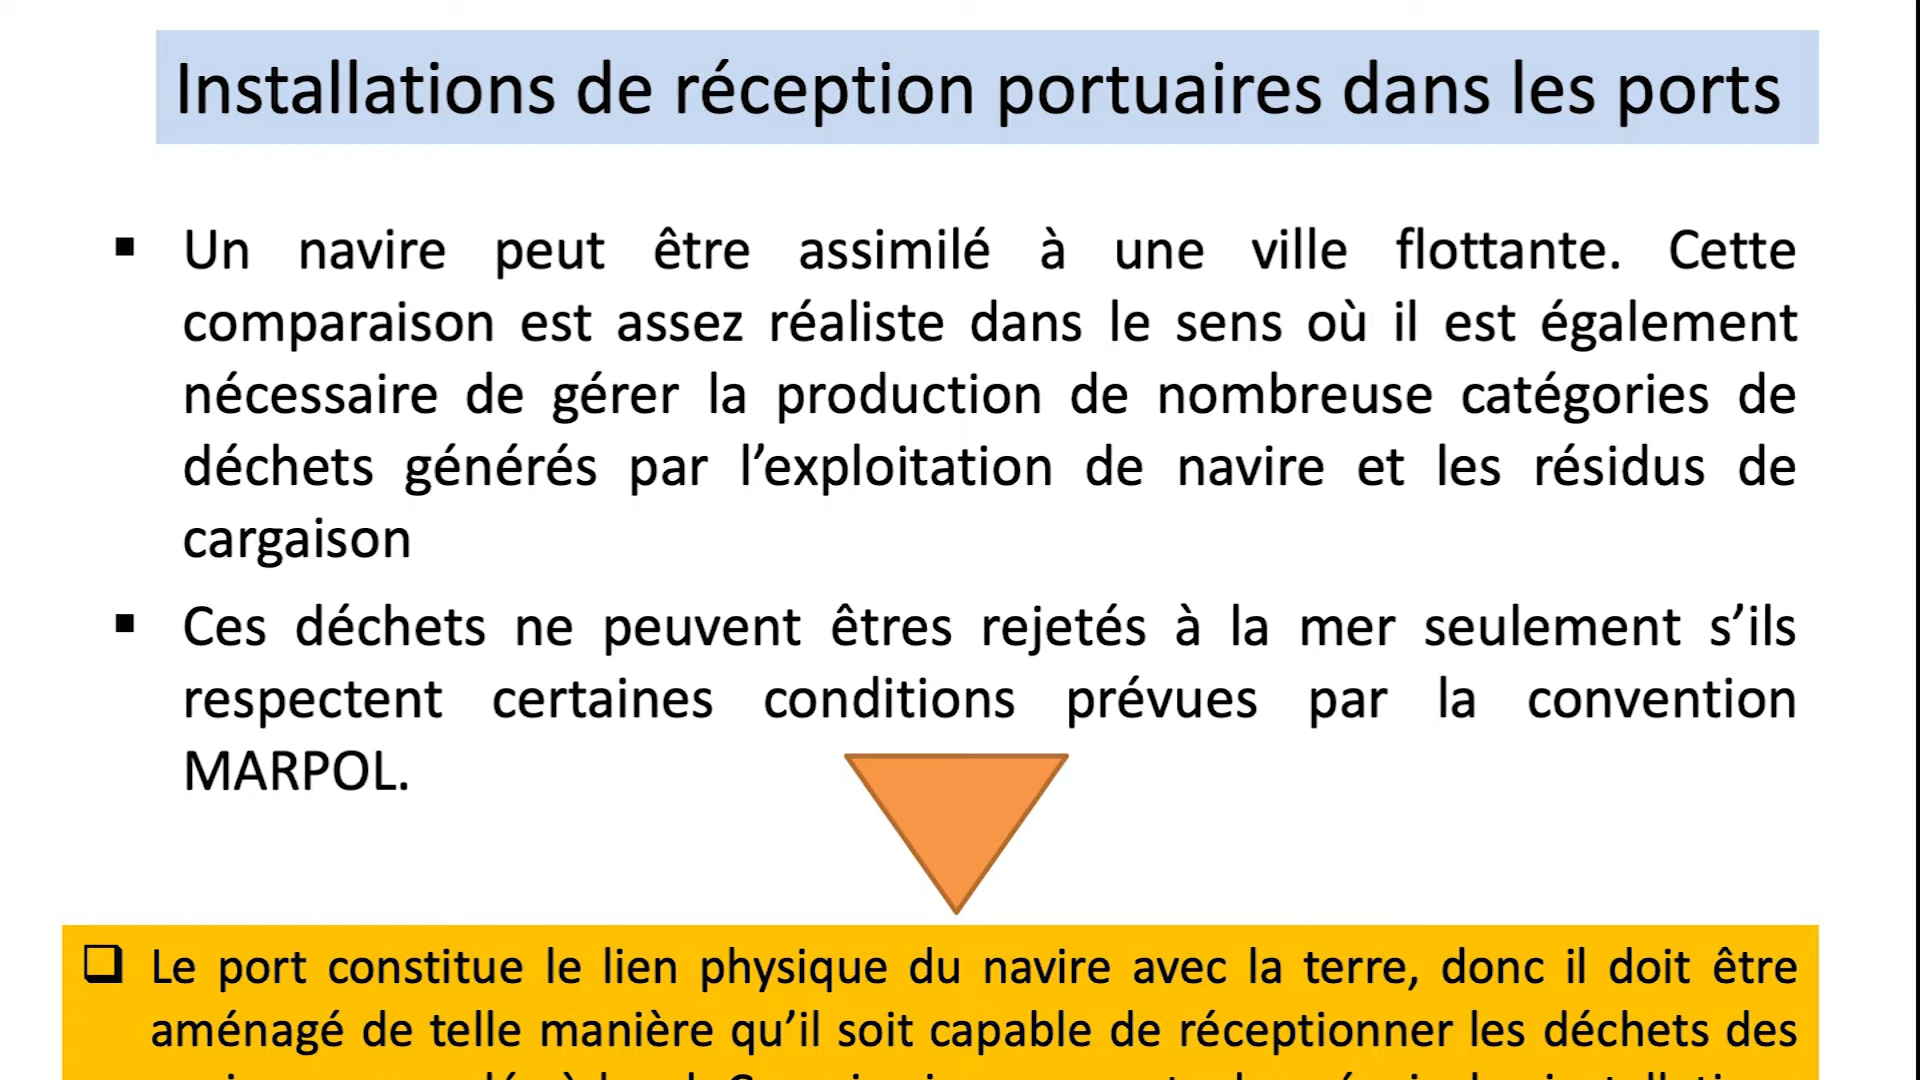 Installations de réception portuaires dans les ports
▪ Un navire peut être assimilé à une ville flottante. Cette
comparaison est assez réaliste dans le sens où il est également
nécessaire de gérer la production de nombreuse catégories de
déchets générés par l’exploitation de navire et les résidus de
cargaison
▪ Ces déchets ne peuvent êtres rejetés à la mer seulement s’ils
respectent certaines conditions prévues par la convention
MARPOL.
❑ Le port constitue le lien physique du navire avec la terre, donc il doit être
aménagé de telle manière qu’il soit capable de réceptionner les déchets des